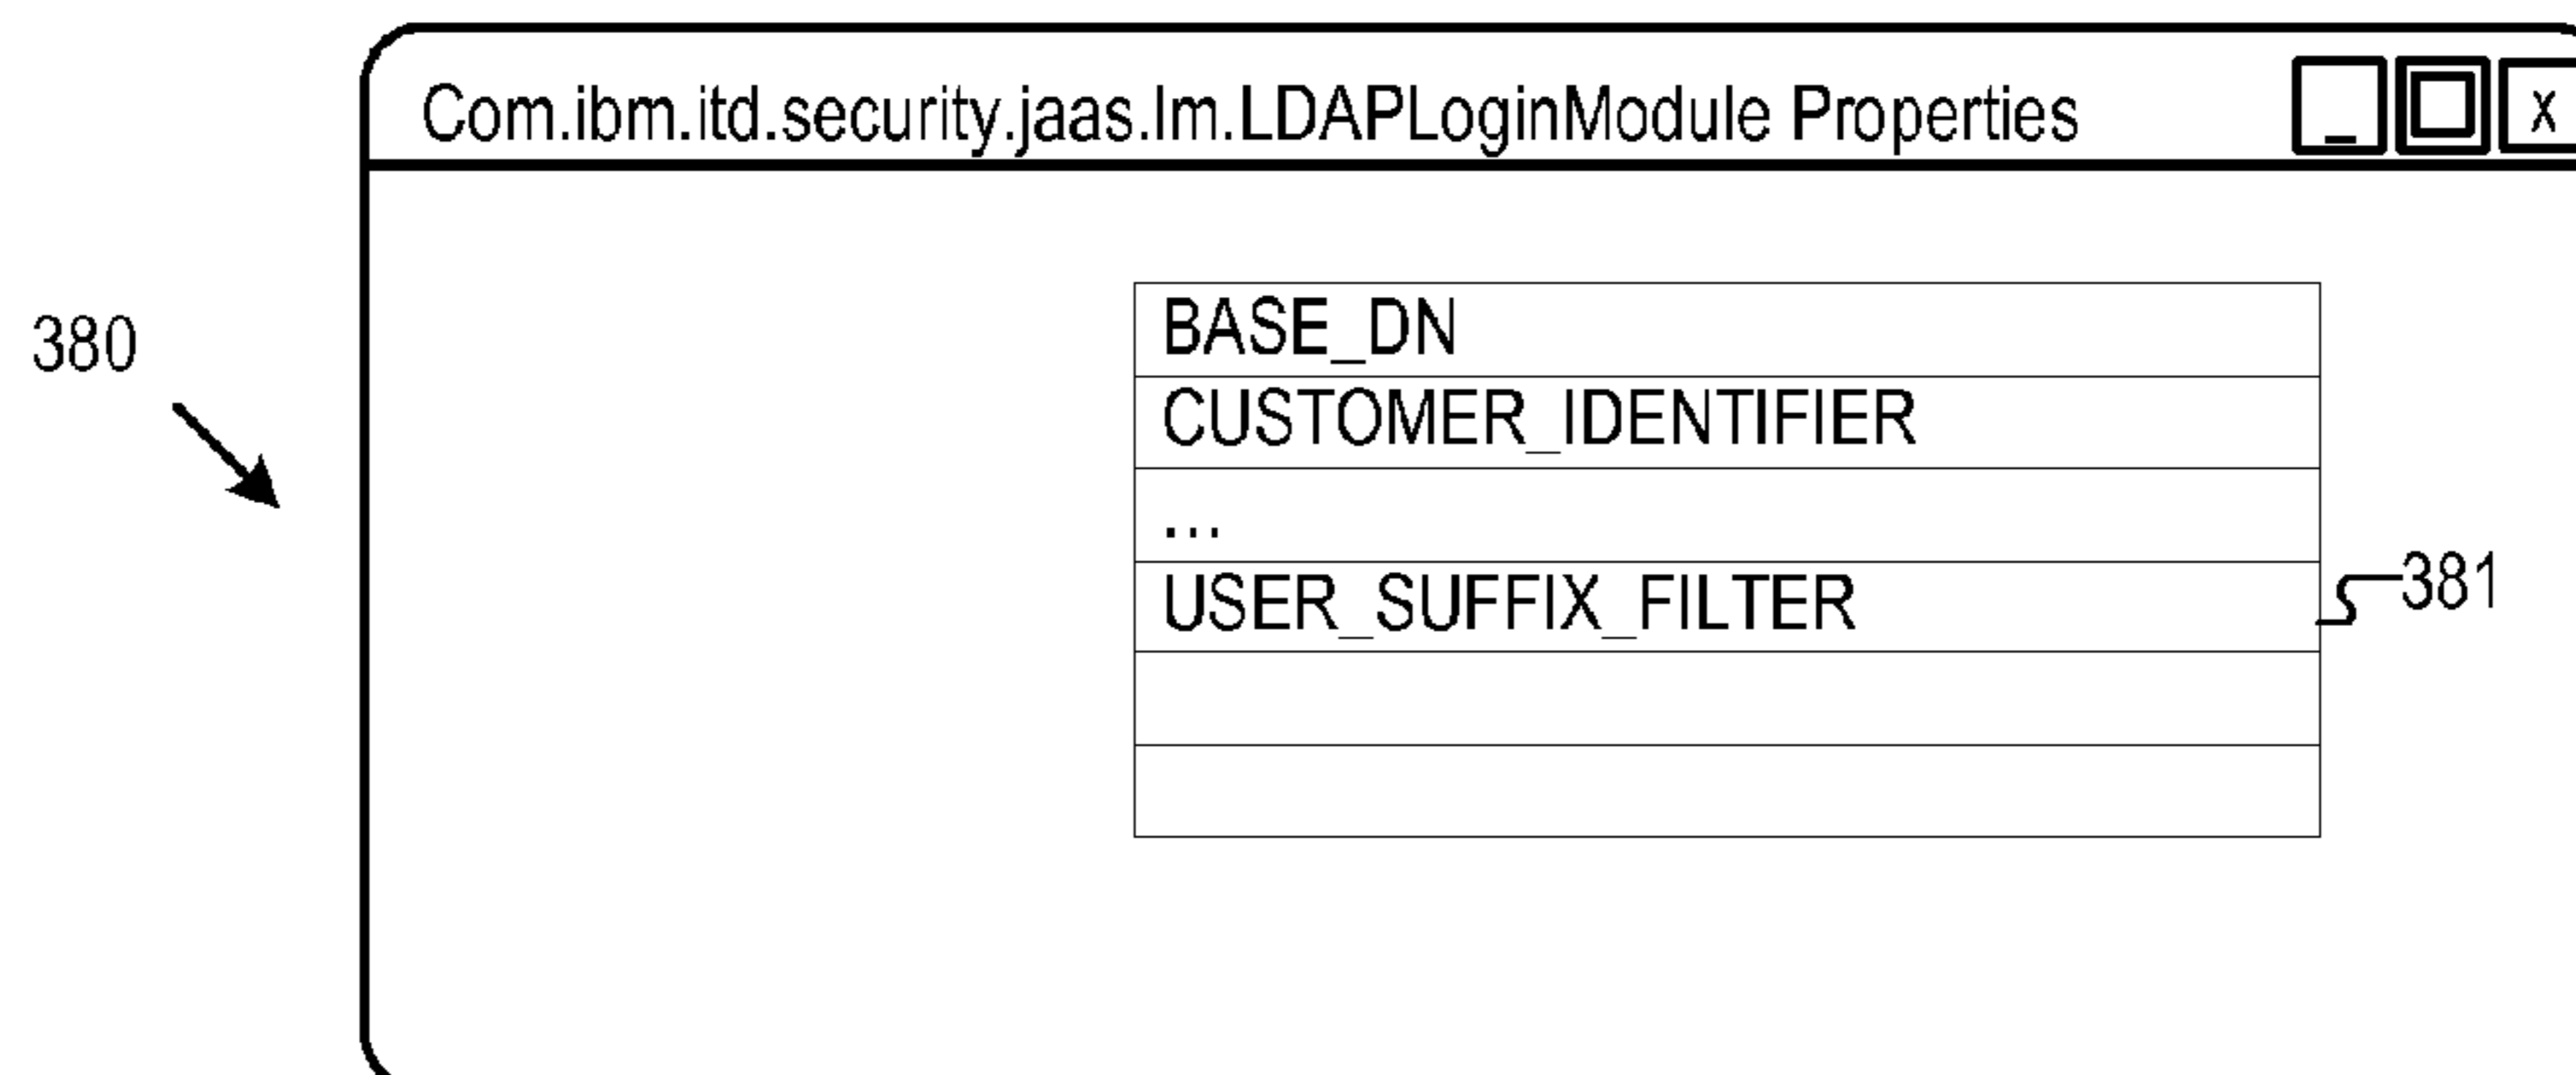 Com.ibm.itd.security.jaas.lm.LDAPLoginModule Properties _ x
380
BASE_DN
CUSTOMER_IDENTIFIER
...
USER_SUFFIX_FILTER
381